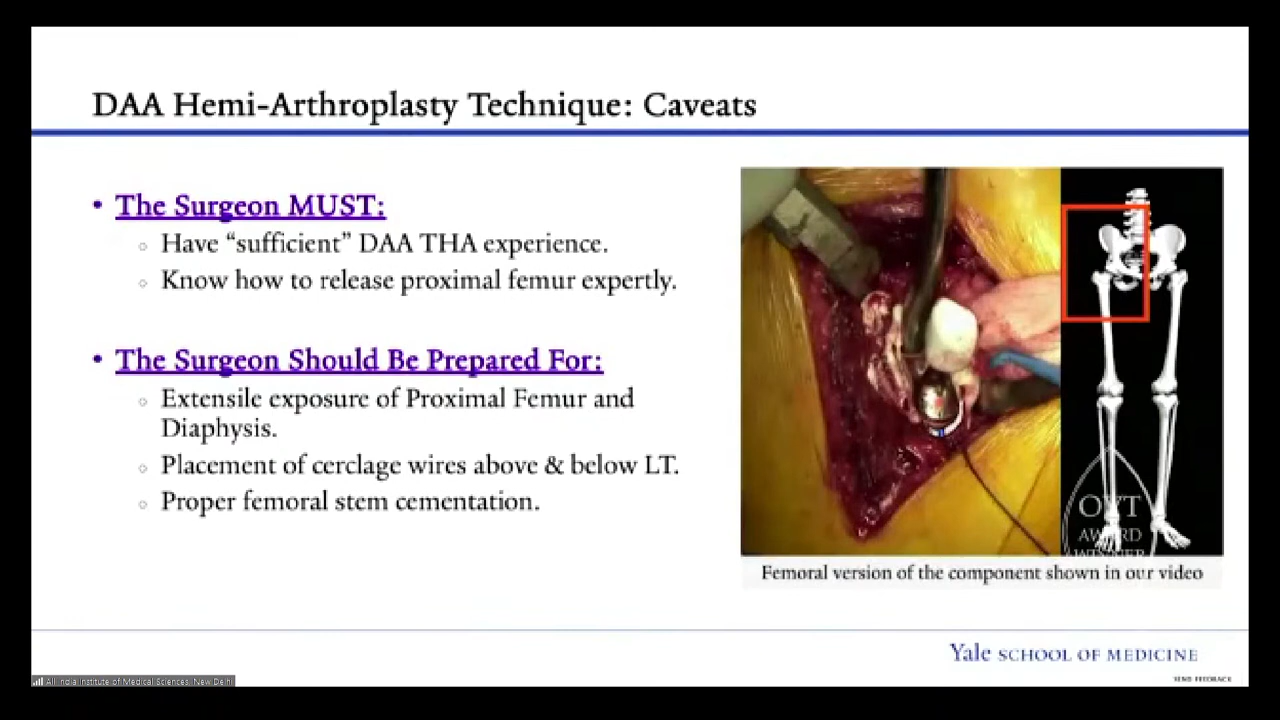 DAA Hemi-Arthroplasty Technique: Caveats
• The Surgeon MUST:
○ Have “sufficient” DAA THA experience.
○ Know how to release proximal femur expertly.
• The Surgeon Should Be Prepared For:
○ Extensile exposure of Proximal Femur and
Diaphysis.
○ Placement of cerclage wires above & below LT.
○ Proper femoral stem cementation.
OVT
AWARD
WINNER
Femoral version of the component shown in our video
Yale SCHOOL OF MEDICINE
SEND FEEDBACK
All India Institute of Medical Sciences, New Delhi